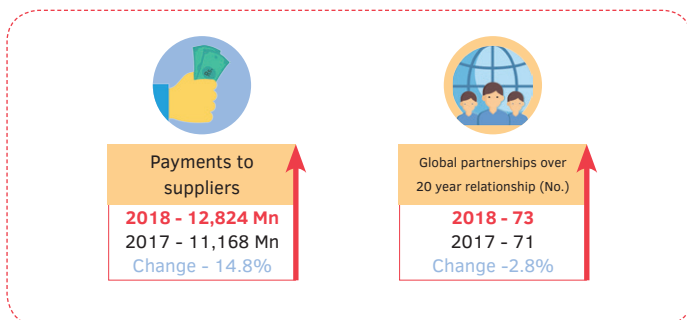 Payments to
suppliers
2018 - 12,824 Mn
2017 - 11,168 Mn
Change - 14.8%
Global partnerships over
20 year relationship (No.)
2018 - 73
2017 - 71
Change -2.8%